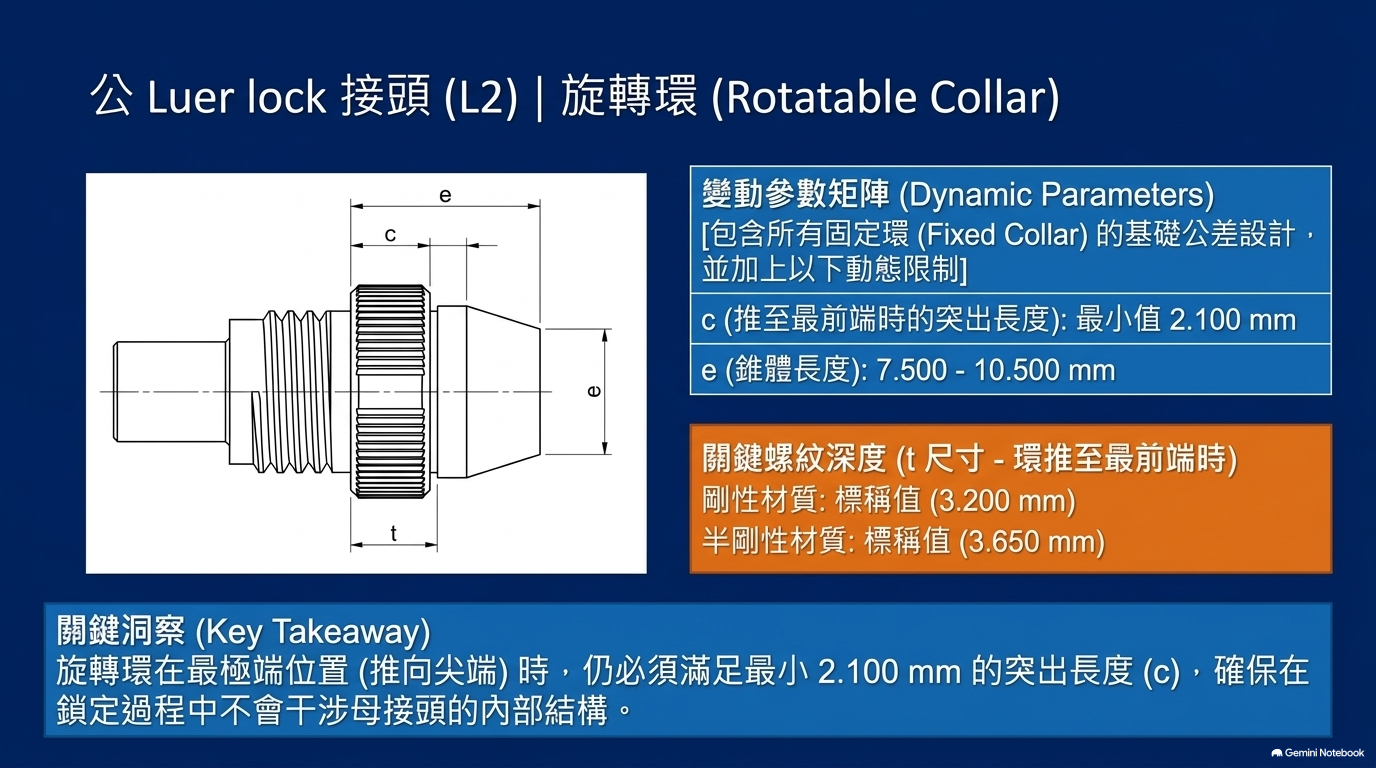 公 Luer lock 接頭 (L2) | 旋轉環 (Rotatable Collar)
e
c
e
t
變動參數矩陣 (Dynamic Parameters)
[包含所有固定環 (Fixed Collar) 的基礎公差設計，
並加上以下動態限制]
c (推至最前端時的突出長度): 最小值 2.100 mm
e (錐體長度): 7.500 - 10.500 mm
關鍵螺紋深度 (t 尺寸 - 環推至最前端時)
剛性材質: 標稱值 (3.200 mm)
半剛性材質: 標稱值 (3.650 mm)
關鍵洞察 (Key Takeaway)
旋轉環在最極端位置 (推向尖端) 時，仍必須滿足最小 2.100 mm 的突出長度 (c)，確保在
鎖定過程中不會干涉母接頭的內部結構。
Gemini Notebook